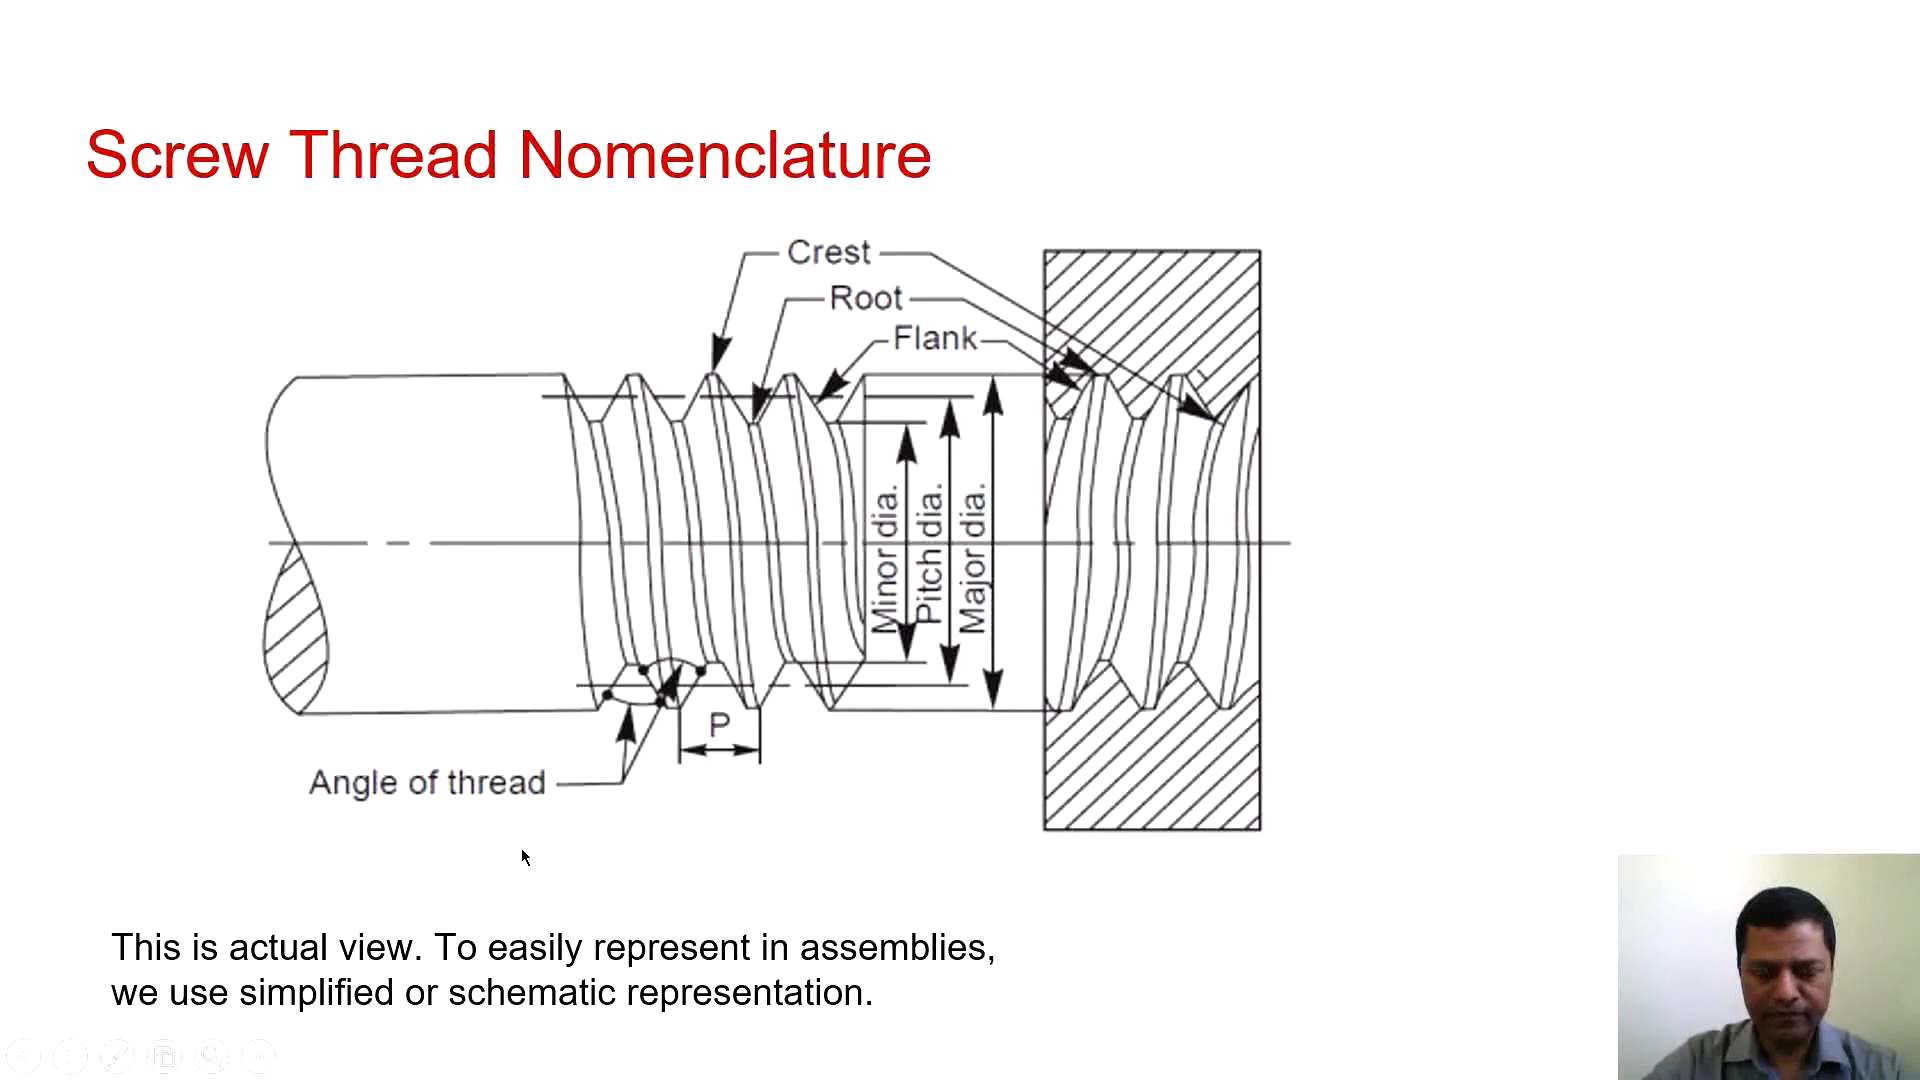 Screw Thread Nomenclature
Crest
Root
Flank
Minor dia.
Pitch dia.
Major dia.
P
Angle of thread
This is actual view. To easily represent in assemblies,
we use simplified or schematic representation.